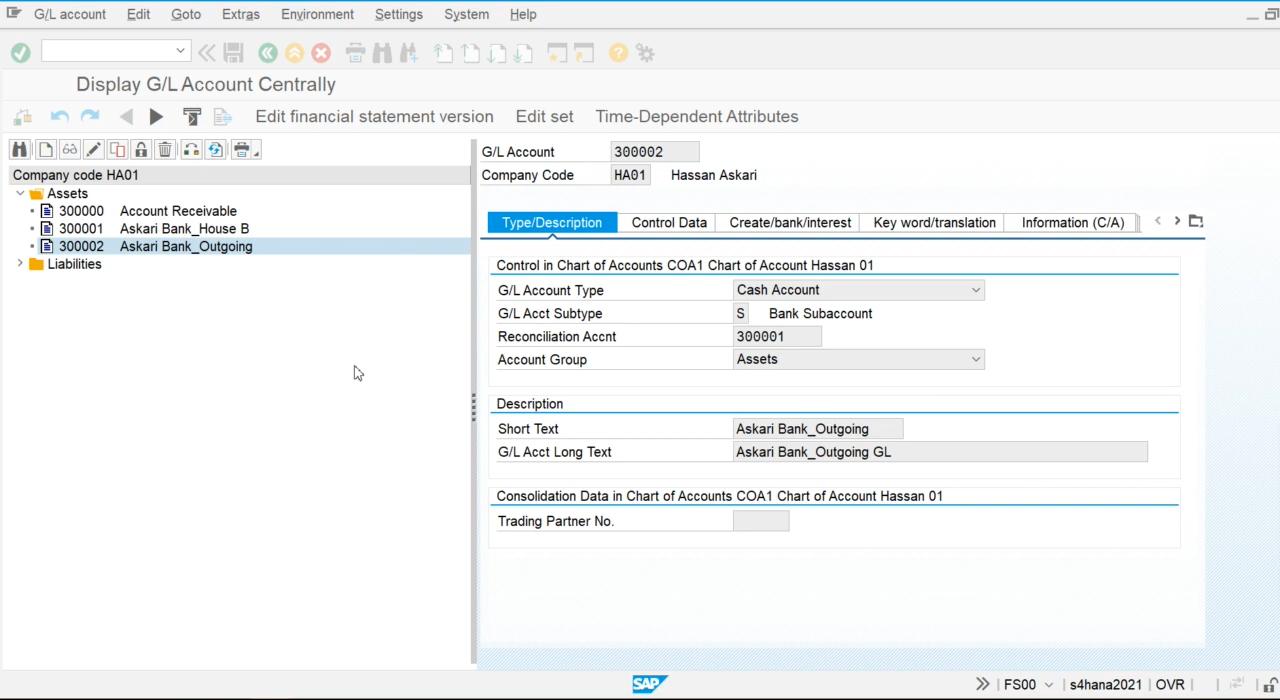 G/L account Edit Goto Extras Environment Settings System Help
Display G/L Account Centrally
Edit financial statement version Edit set Time-Dependent Attributes
G/L Account 300002
Company code HA01
Company Code HA01 Hassan Askari
Assets
300000 Account Receivable
300001 Askari Bank_House B
300002 Askari Bank_Outgoing
Liabilities
Type/Description Control Data Create/bank/interest Key word/translation Information (C/A)
Control in Chart of Accounts COA1 Chart of Account Hassan 01
G/L Account Type Cash Account
G/L Acct Subtype S Bank Subaccount
Reconciliation Accnt 300001
Account Group Assets
Description
Short Text Askari Bank_Outgoing
G/L Acct Long Text Askari Bank_Outgoing GL
Consolidation Data in Chart of Accounts COA1 Chart of Account Hassan 01
Trading Partner No.
SAP FS00 s4hana2021 OVR